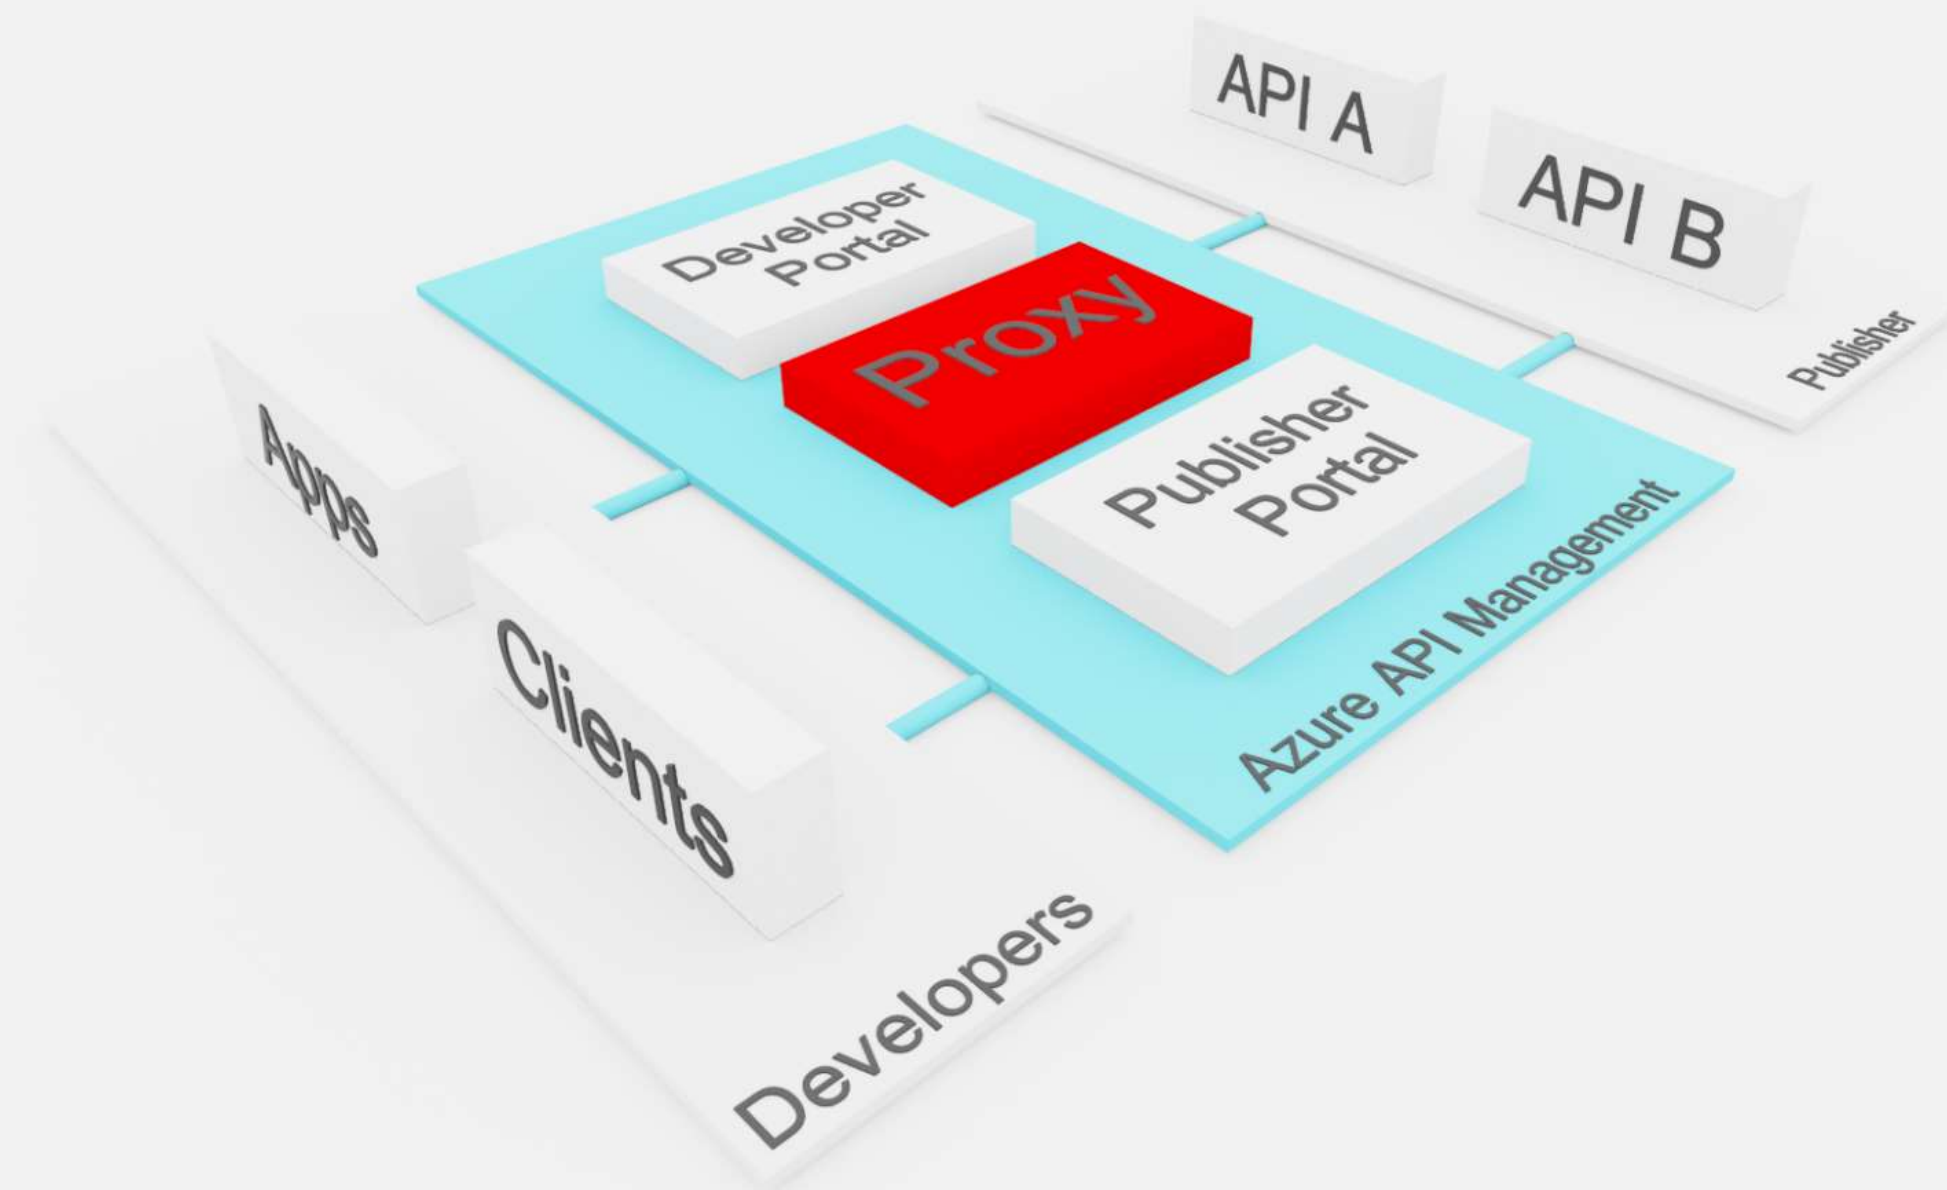 API A
API B
Publisher
Developer
Portal
Proxy
Publisher
Portal
Azure API Management
Apps
Clients
Developers